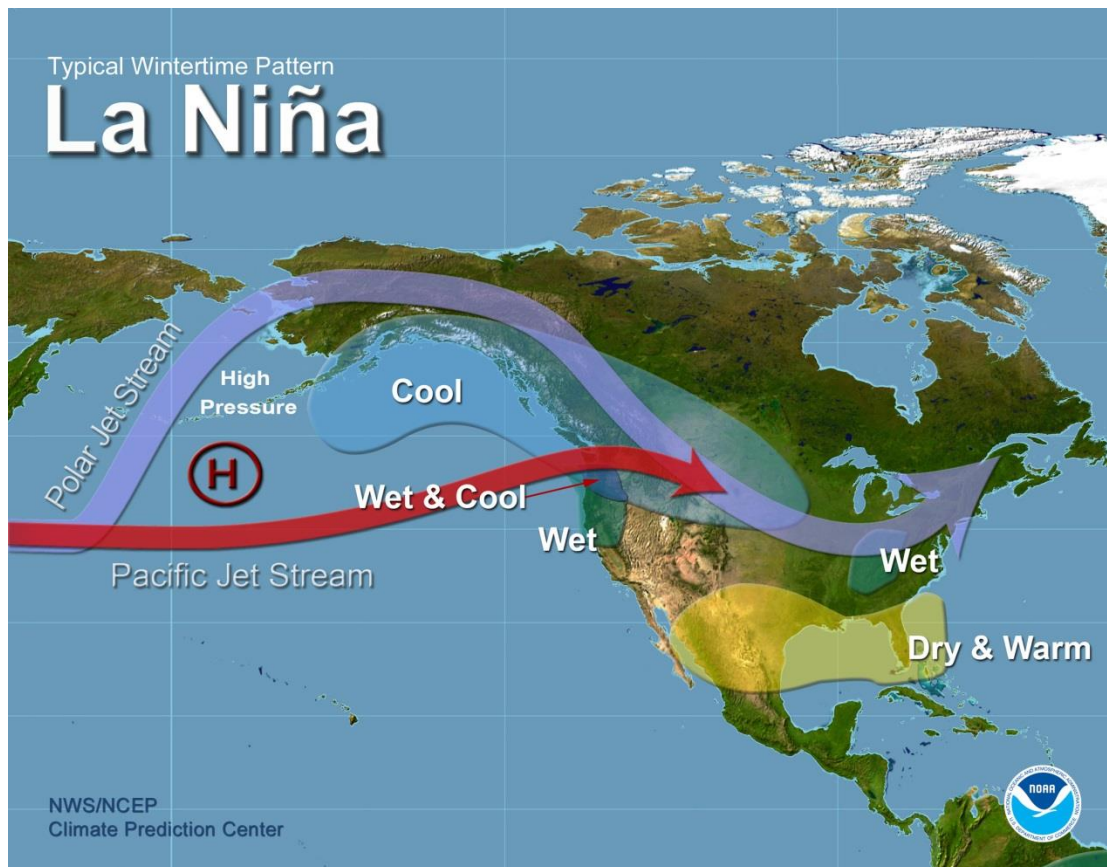 Typical Wintertime Pattern
La Niña
Polar Jet Stream
High
Pressure
H
Cool
Wet & Cool
Wet
Pacific Jet Stream
Wet
Dry & Warm
NWS/NCEP
Climate Prediction Center
NOAA